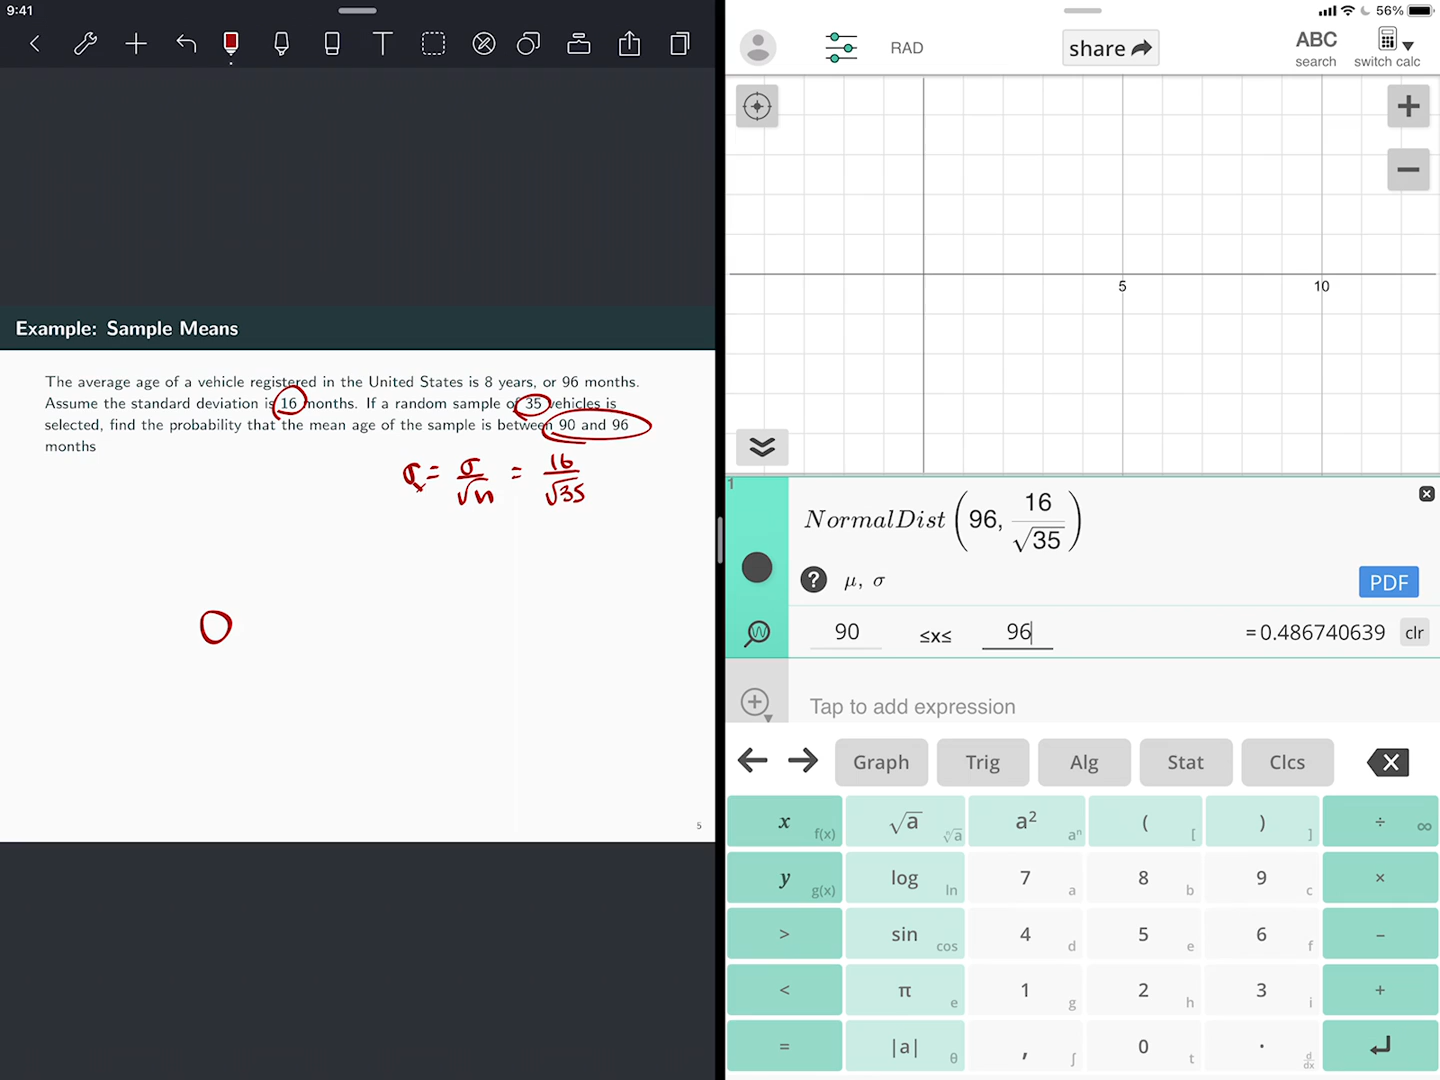 9:41
56%
RAD
share
ABC
search
switch calc
5
10
Example: Sample Means
The average age of a vehicle registered in the United States is 8 years, or 96 months.
Assume the standard deviation is 16 months. If a random sample of 35 vehicles is
selected, find the probability that the mean age of the sample is between 90 and 96
months
σx̄ = σ/√n = 16/√35
0
5
1
NormalDist(96, 16/√35)
? μ, σ
PDF
90 ≤x≤ 96 =0.486740639 clr
Tap to add expression
Graph Trig Alg Stat Clcs
x f(x) √a ⁿ√a a² aⁿ ( [ ) ] ÷ ∞
y g(x) log ln 7 a 8 b 9 c ×
> sin cos 4 d 5 e 6 f −
< π e 1 g 2 h 3 i +
= |a| θ , ∫ 0 t . d/dx